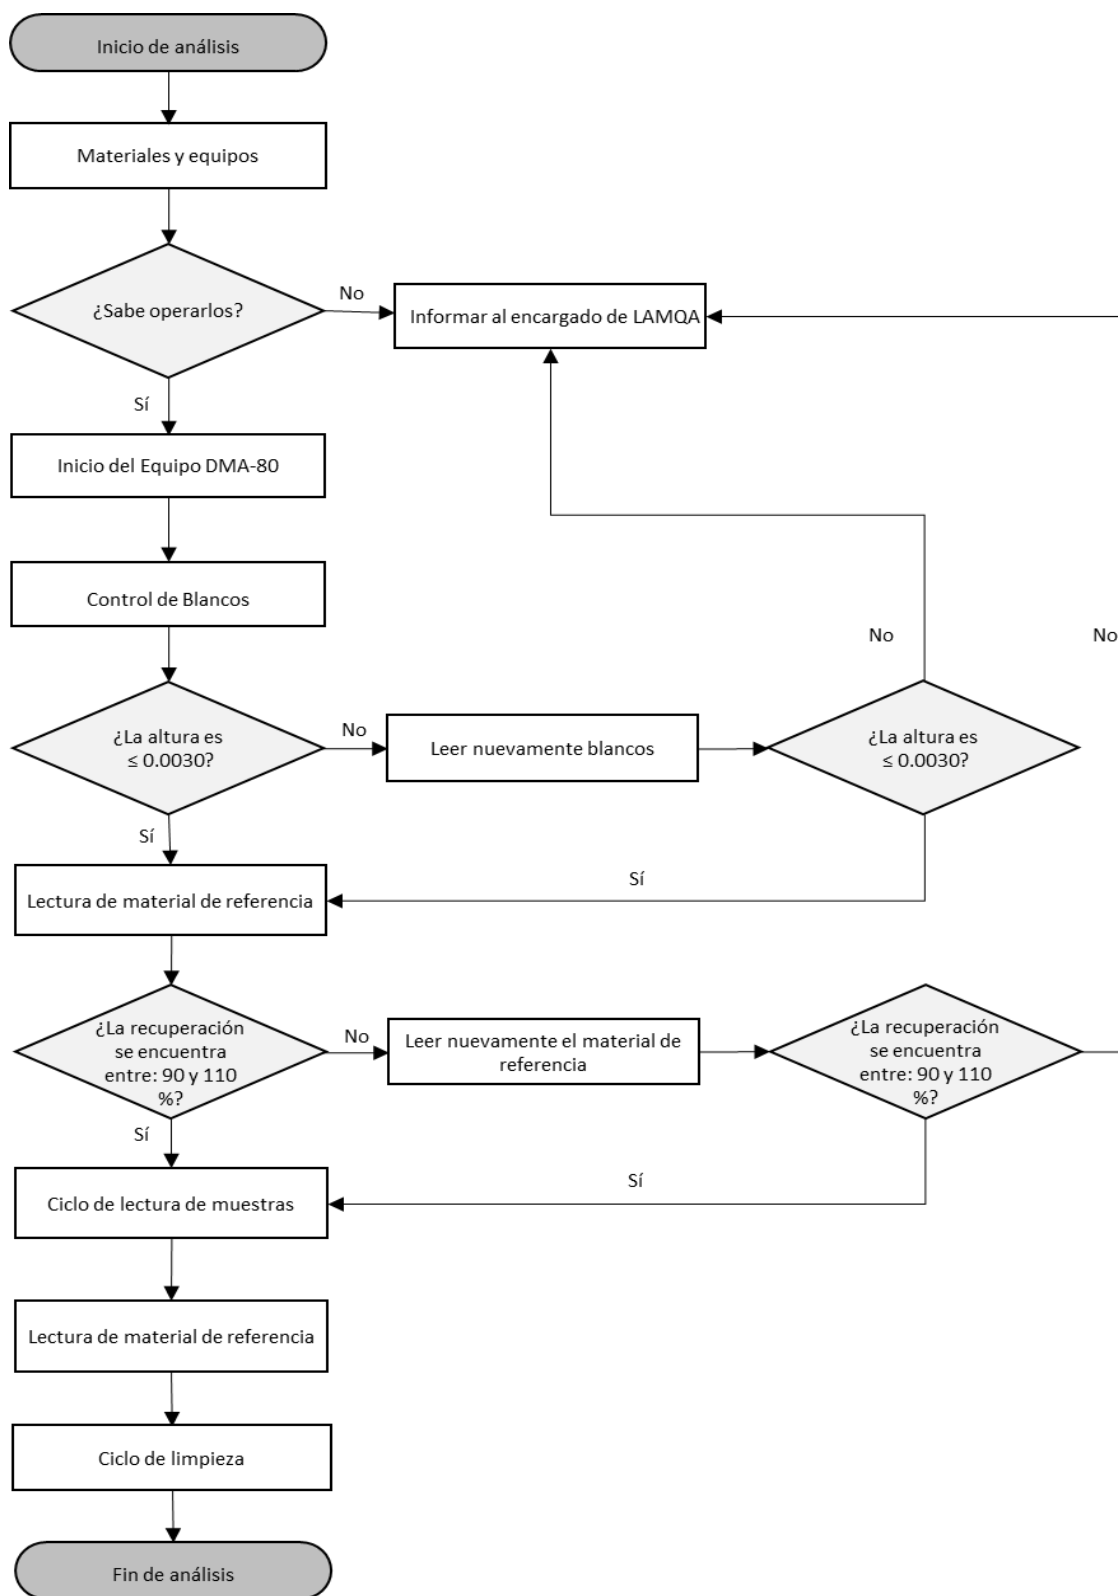 Inicio de análisis
Materiales y equipos
¿Sabe operarlos?
No
Informar al encargado de LAMQA
Sí
Inicio del Equipo DMA-80
Control de Blancos
No
No
¿La altura es
≤ 0.0030?
No
Leer nuevamente blancos
¿La altura es
≤ 0.0030?
Sí
Sí
Lectura de material de referencia
¿La recuperación
se encuentra
entre: 90 y 110
%?
No
Leer nuevamente el material de
referencia
¿La recuperación
se encuentra
entre: 90 y 110
%?
Sí
Sí
Ciclo de lectura de muestras
Lectura de material de referencia
Ciclo de limpieza
Fin de análisis